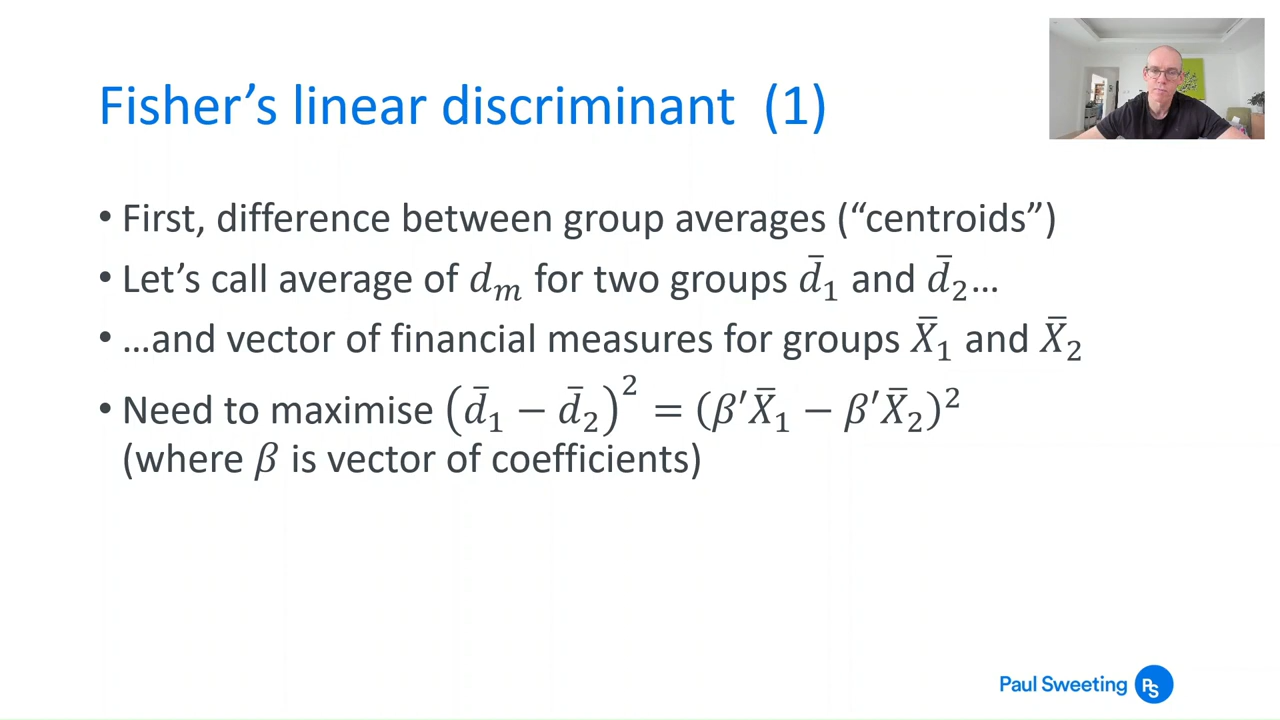 Fisher’s linear discriminant (1)
• First, difference between group averages (“centroids”)
• Let’s call average of dₘ for two groups d̄₁ and d̄₂…
• …and vector of financial measures for groups X̄₁ and X̄₂
• Need to maximise (d̄₁ − d̄₂)² = (β′X̄₁ − β′X̄₂)²
(where β is vector of coefficients)
Paul Sweeting PS